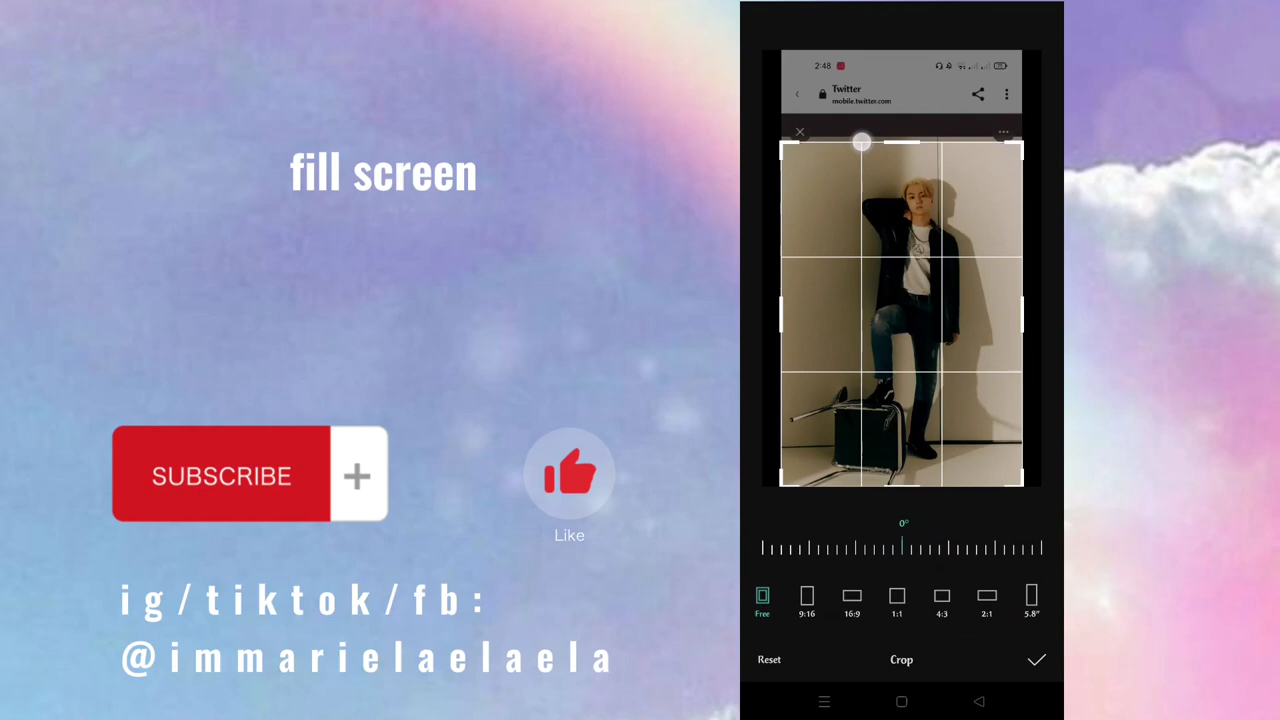 fill screen
SUBSCRIBE
Like
ig/tiktok/fb:
@immarielaelaela
2:48
Twitter
mobile.twitter.com
0°
Free 9:16 16:9 1:1 4:3 2:1 5.8"
Reset Crop